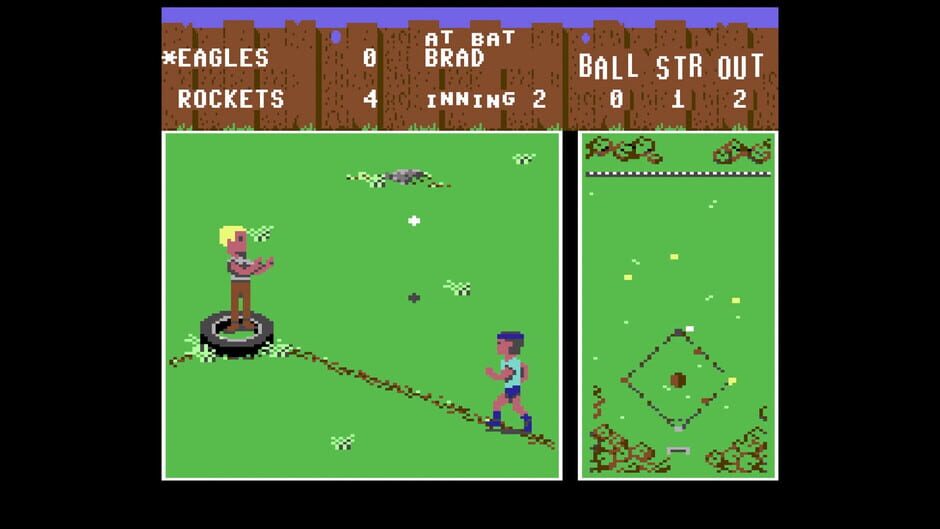 AT BAT
*EAGLES 0 BRAD
BALL STR OUT
ROCKETS 4 INNING 2
0 1 2